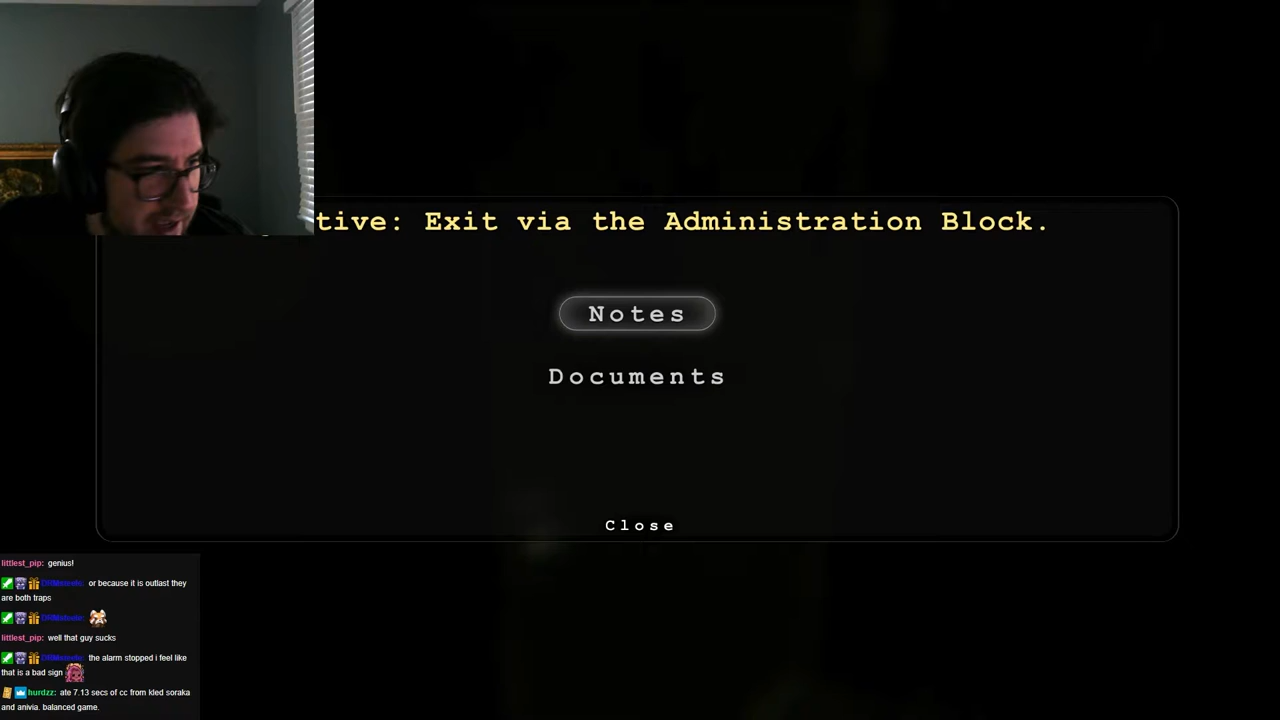 tive: Exit via the Administration Block.
Notes
Documents
Close
littlest_pip: genius!
or because it is outlast they
are both traps
littlest_pip: well that guy sucks
the alarm stopped i feel like
that is a bad sign
hurdzz: ate 7.13 secs of cc from kled soraka
and anivia. balanced game.